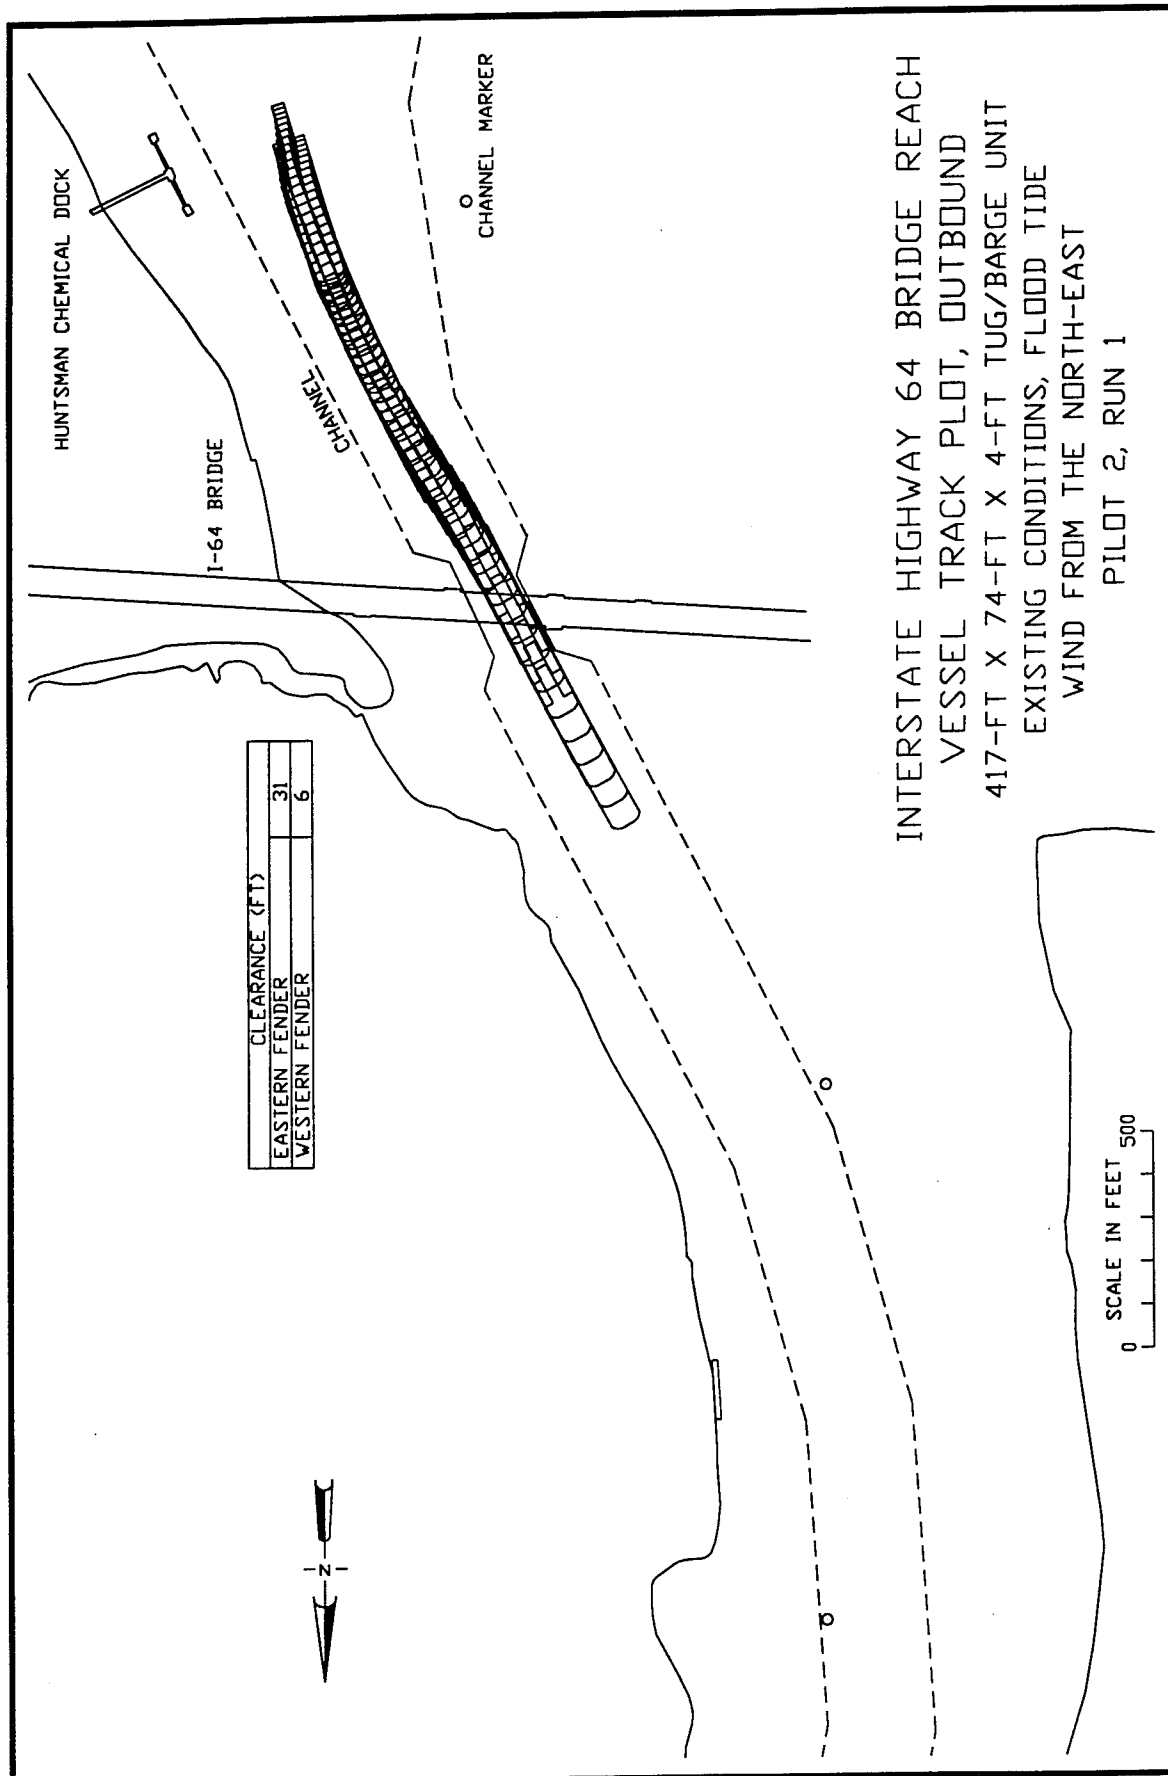 HUNTSMAN CHEMICAL DOCK
CHANNEL MARKER
CHANNEL
I-64 BRIDGE
CLEARANCE (FT)
EASTERN FENDER 31
WESTERN FENDER 6
N
SCALE IN FEET
0 500
INTERSTATE HIGHWAY 64 BRIDGE REACH
VESSEL TRACK PLOT, OUTBOUND
417-FT X 74-FT X 4-FT TUG/BARGE UNIT
EXISTING CONDITIONS, FLOOD TIDE
WIND FROM THE NORTH-EAST
PILOT 2, RUN 1